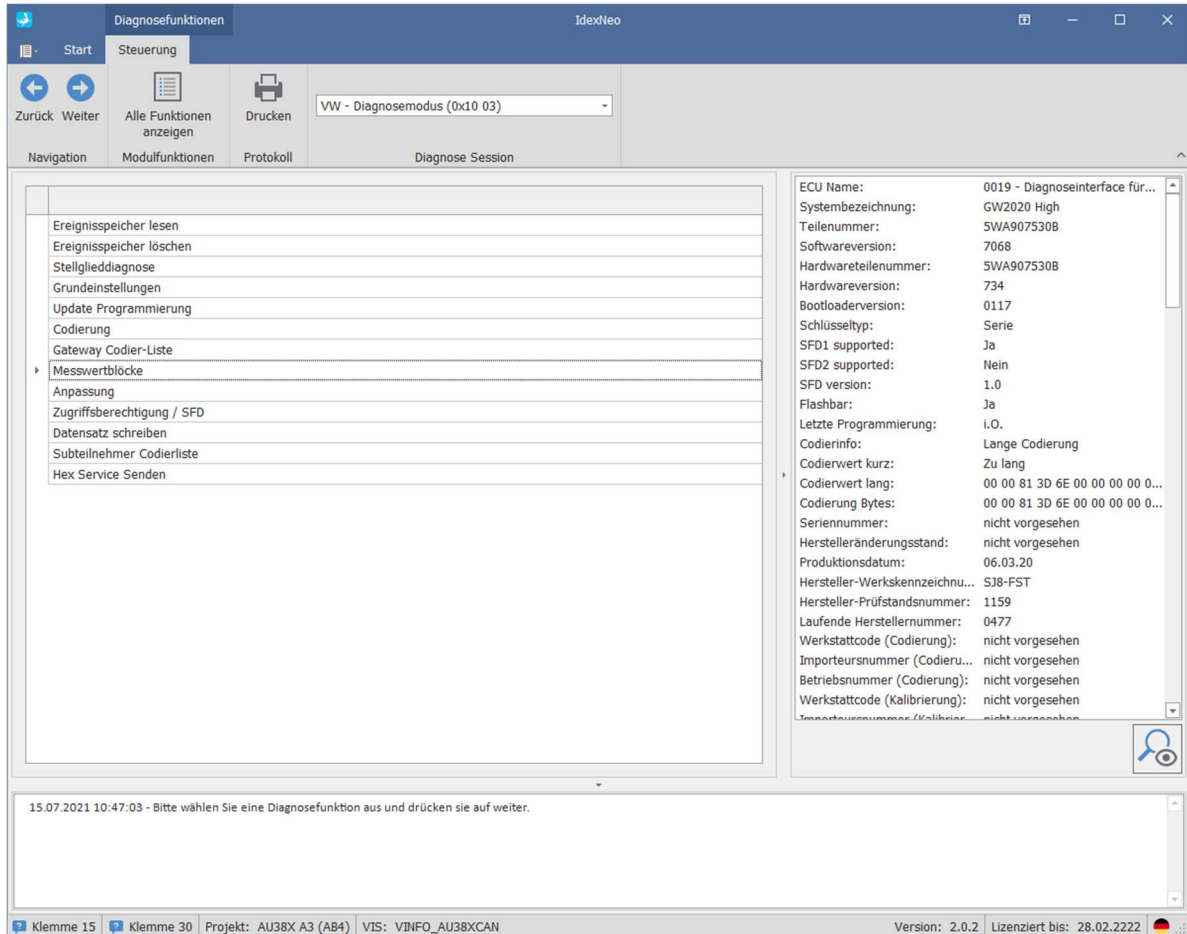 Diagnosefunktionen
IdexNeo
Start
Steuerung
Zurück
Weiter
Alle Funktionen
anzeigen
Drucken
VW - Diagnosemodus (0x10 03)
Navigation
Modulfunktionen
Protokoll
Diagnose Session
Ereignisspeicher lesen
Ereignisspeicher löschen
Stellglieddiagnose
Grundeinstellungen
Update Programmierung
Codierung
Gateway Codier-Liste
Messwertblöcke
Anpassung
Zugriffsberechtigung / SFD
Datensatz schreiben
Subteilnehmer Codierliste
Hex Service Senden
ECU Name: 0019 - Diagnoseinterface für...
Systembezeichnung: GW2020 High
Teilenummer: 5WA907530B
Softwareversion: 7068
Hardwareteilenummer: 5WA907530B
Hardwareversion: 734
Bootloaderversion: 0117
Schlüsseltyp: Serie
SFD1 supported: Ja
SFD2 supported: Nein
SFD version: 1.0
Flashbar: Ja
Letzte Programmierung: i.O.
Codierinfo: Lange Codierung
Codierwert kurz: Zu lang
Codierwert lang: 00 00 81 3D 6E 00 00 00 00 0...
Codierung Bytes: 00 00 81 3D 6E 00 00 00 00 0...
Seriennummer: nicht vorgesehen
Herstelleränderungsstand: nicht vorgesehen
Produktionsdatum: 06.03.20
Hersteller-Werkskennzeichnu... SJ8-FST
Hersteller-Prüfstandsnummer: 1159
Laufende Herstellernummer: 0477
Werkstattcode (Codierung): nicht vorgesehen
Importeursnummer (Codieru... nicht vorgesehen
Betriebsnummer (Codierung): nicht vorgesehen
Werkstattcode (Kalibrierung): nicht vorgesehen
Importeursnummer (Kalibrier... nicht vorgesehen
15.07.2021 10:47:03 - Bitte wählen Sie eine Diagnosefunktion aus und drücken sie auf weiter.
Klemme 15 Klemme 30 Projekt: AU38X A3 (AB4) VIS: VINFO_AU38XCAN Version: 2.0.2 Lizenziert bis: 28.02.2222